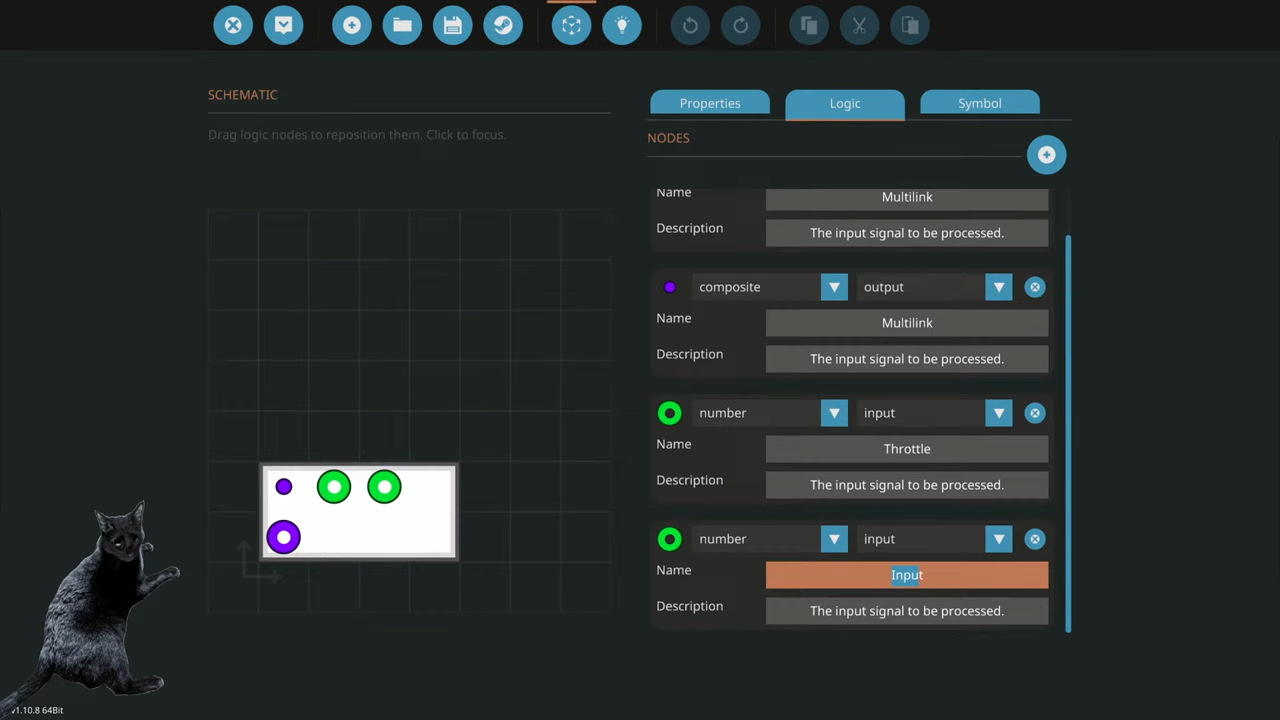 SCHEMATIC
Drag logic nodes to reposition them. Click to focus.
Properties
Logic
Symbol
NODES
Name
Multilink
Description
The input signal to be processed.
composite
output
Name
Multilink
Description
The input signal to be processed.
number
input
Name
Throttle
Description
The input signal to be processed.
number
input
Name
Input
Description
The input signal to be processed.
v1.10.8 64Bit